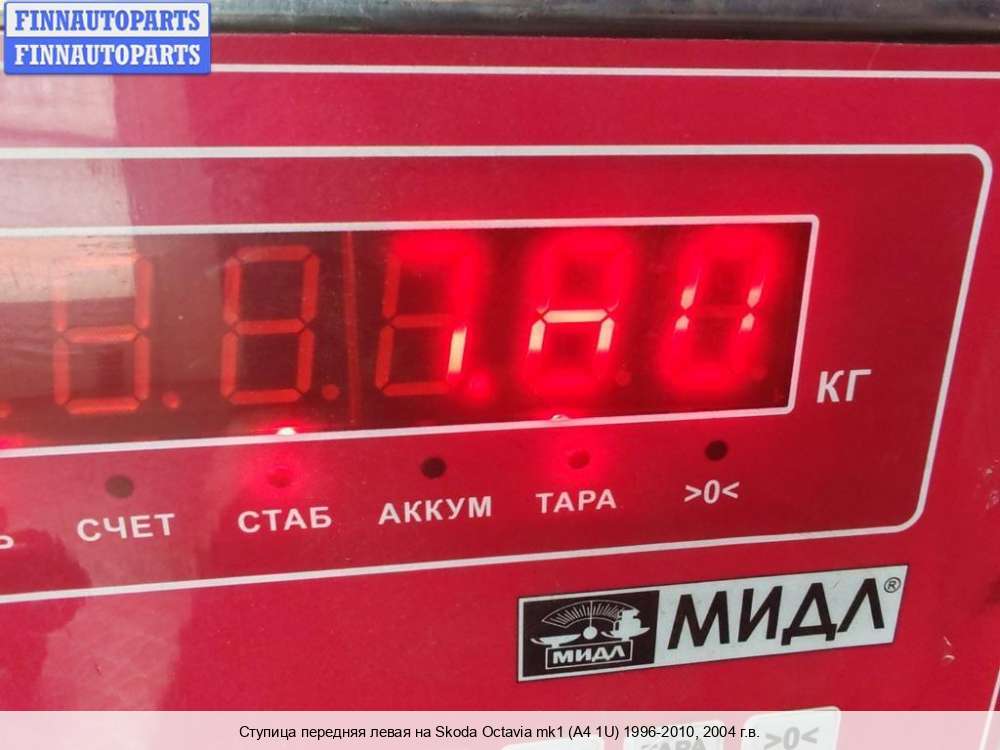 FINNAUTOPARTS
FINNAUTOPARTS
КГ
СЧЕТ СТАБ АККУМ ТАРА >0<
МИДЛ МИДЛ®
Ступица передняя левая на Skoda Octavia mk1 (A4 1U) 1996-2010, 2004 г.в.
>0<